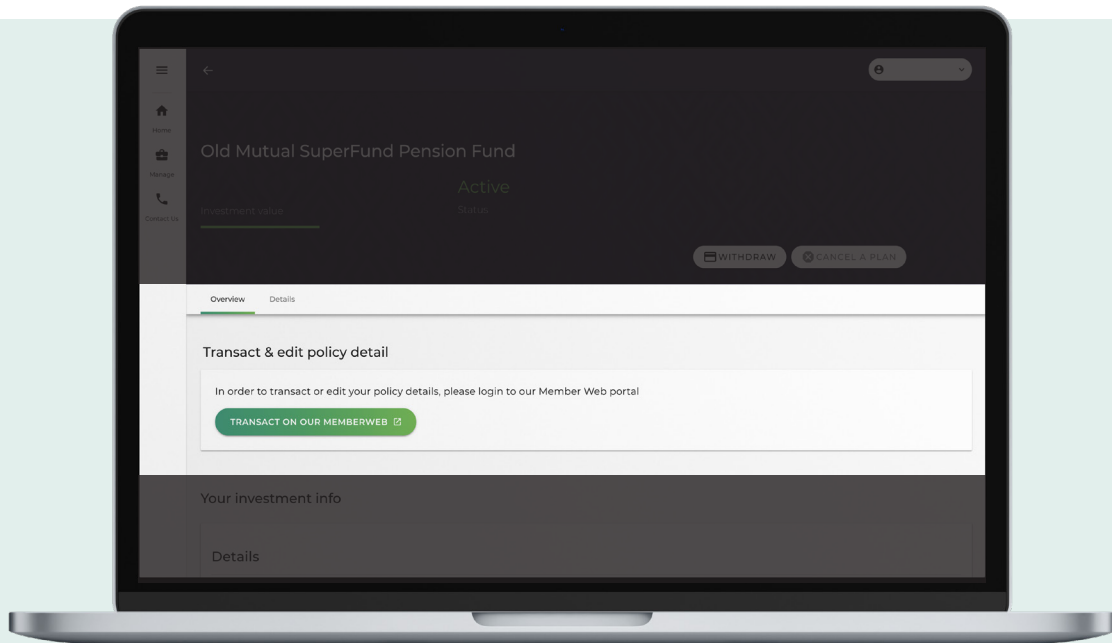 Home
Manage
Contact Us
Old Mutual SuperFund Pension Fund
Active
Investment value
Status
WITHDRAW
CANCEL A PLAN
Overview
Details
Transact & edit policy detail
In order to transact or edit your policy details, please login to our Member Web portal
TRANSACT ON OUR MEMBERWEB
Your investment info
Details